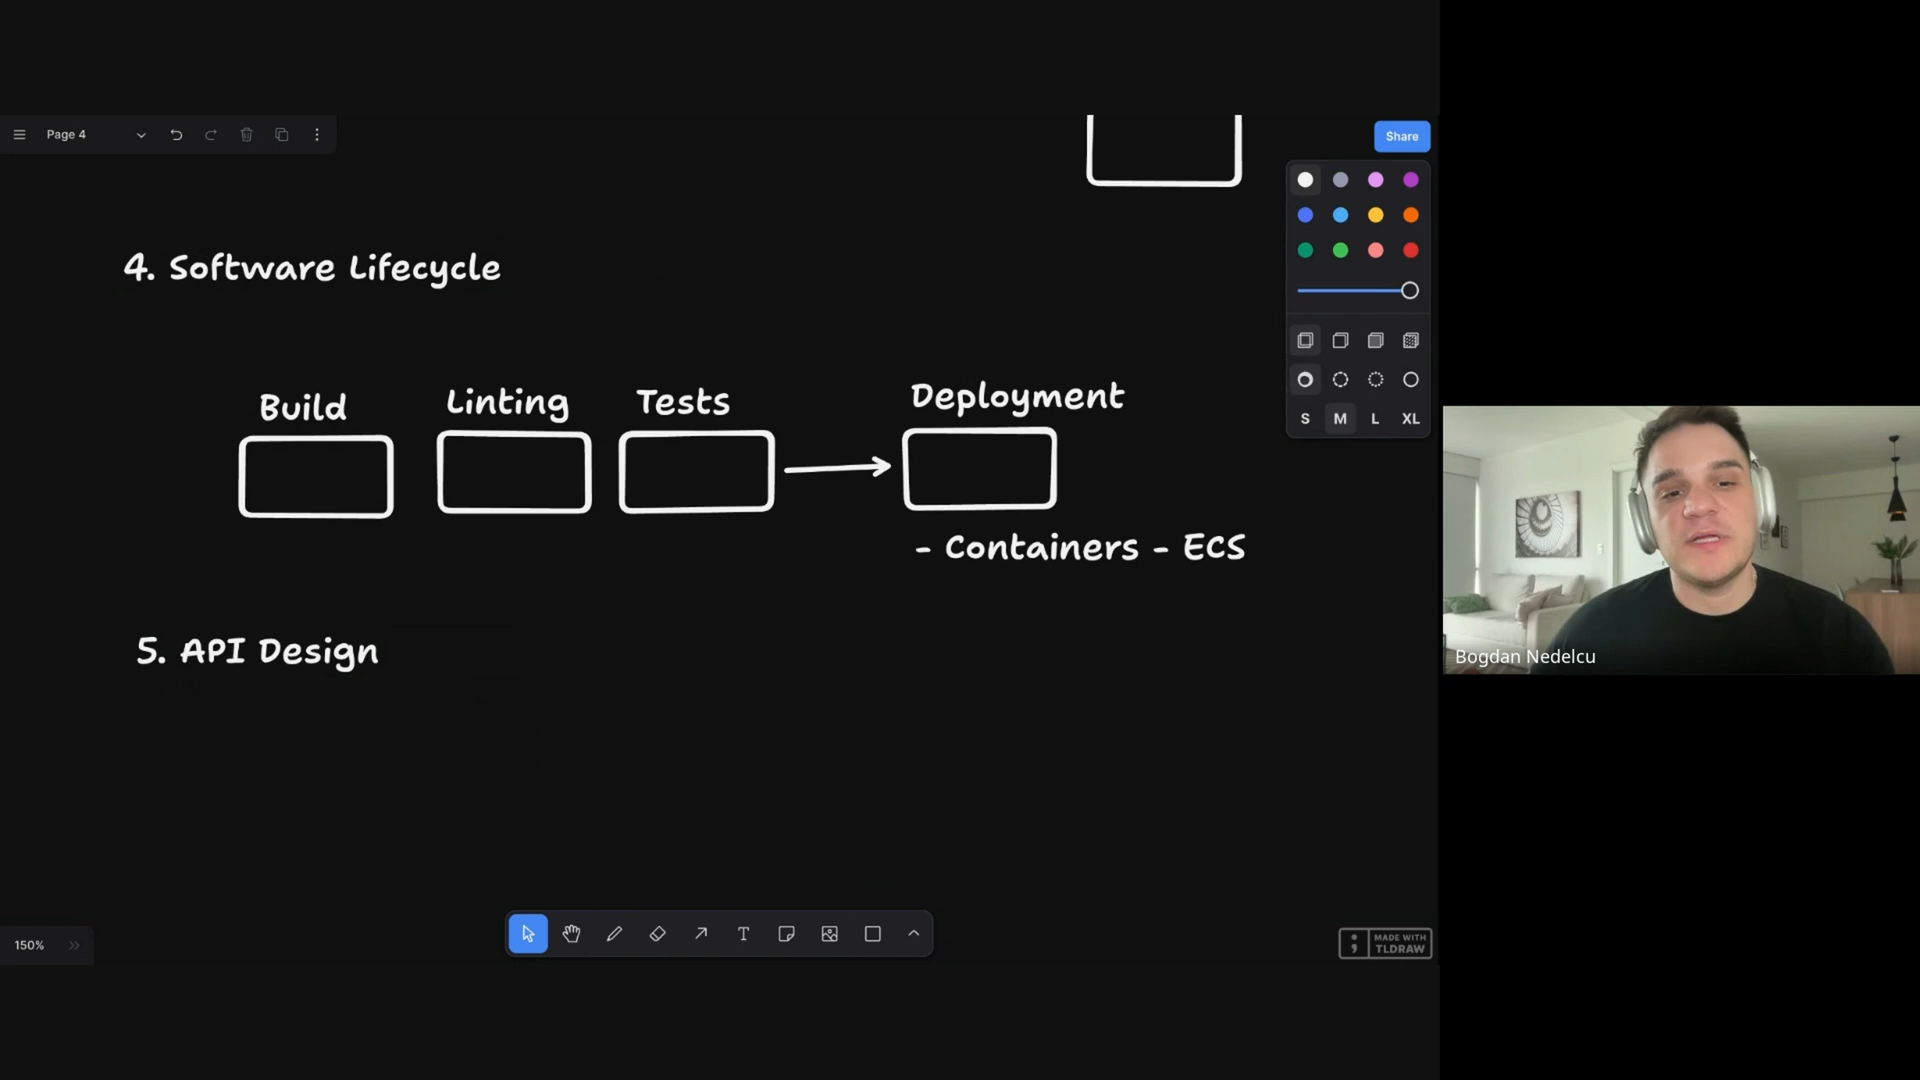 Page 4
Share
4. Software Lifecycle
Build
Linting
Tests
Deployment
S M L XL
- Containers - ECS
5. API Design
Bogdan Nedelcu
150%
MADE WITH
TLDRAW